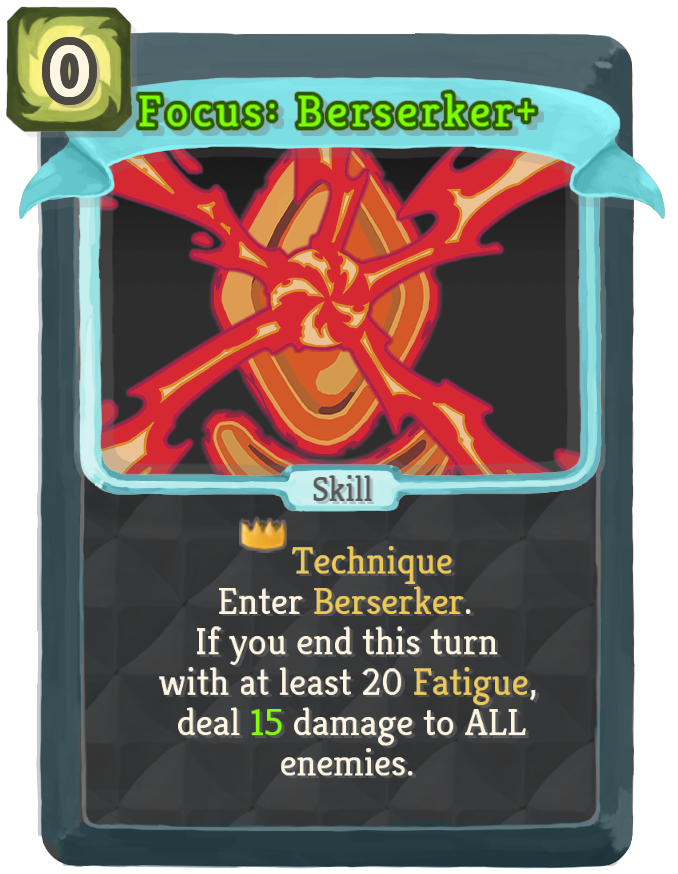 0
Focus: Berserker+
Skill
Technique
Enter Berserker.
If you end this turn
with at least 20 Fatigue,
deal 15 damage to ALL
enemies.